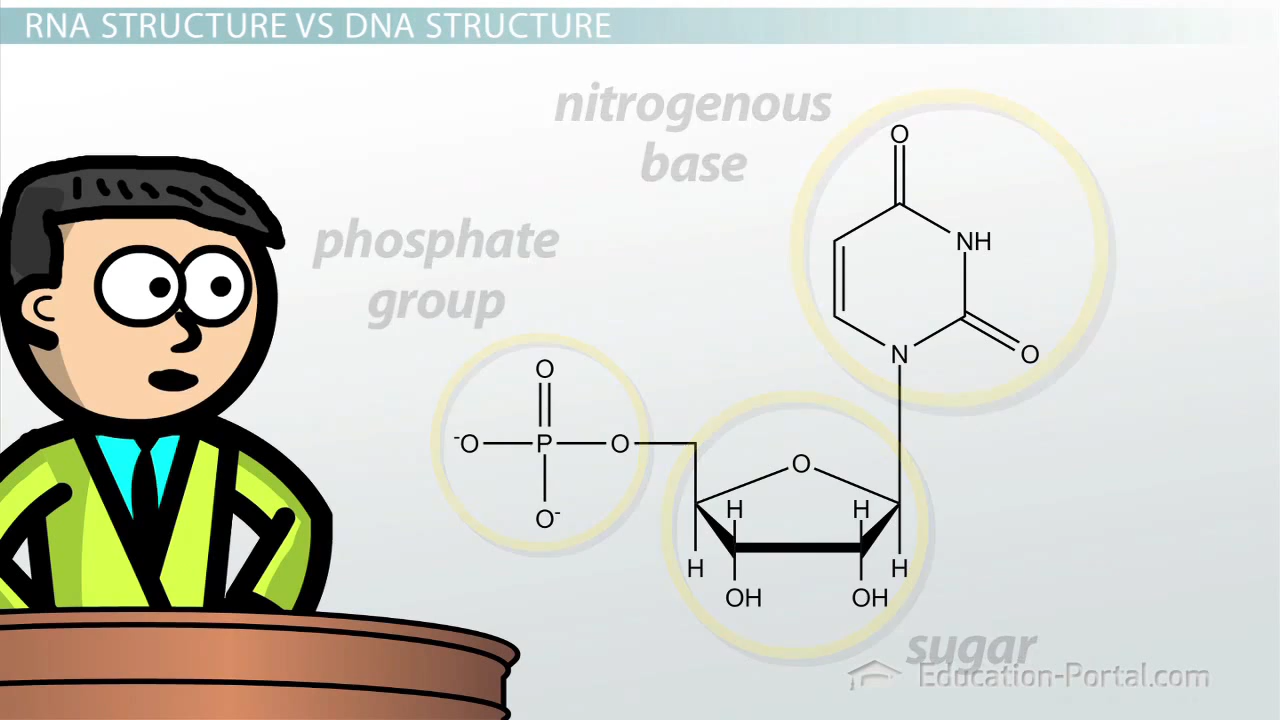 RNA STRUCTURE VS DNA STRUCTURE
nitrogenous
base
phosphate
group
O
NH
N
O
O
⁻O P O
O⁻
O
H H
H H
OH OH
sugar
Education-Portal.com